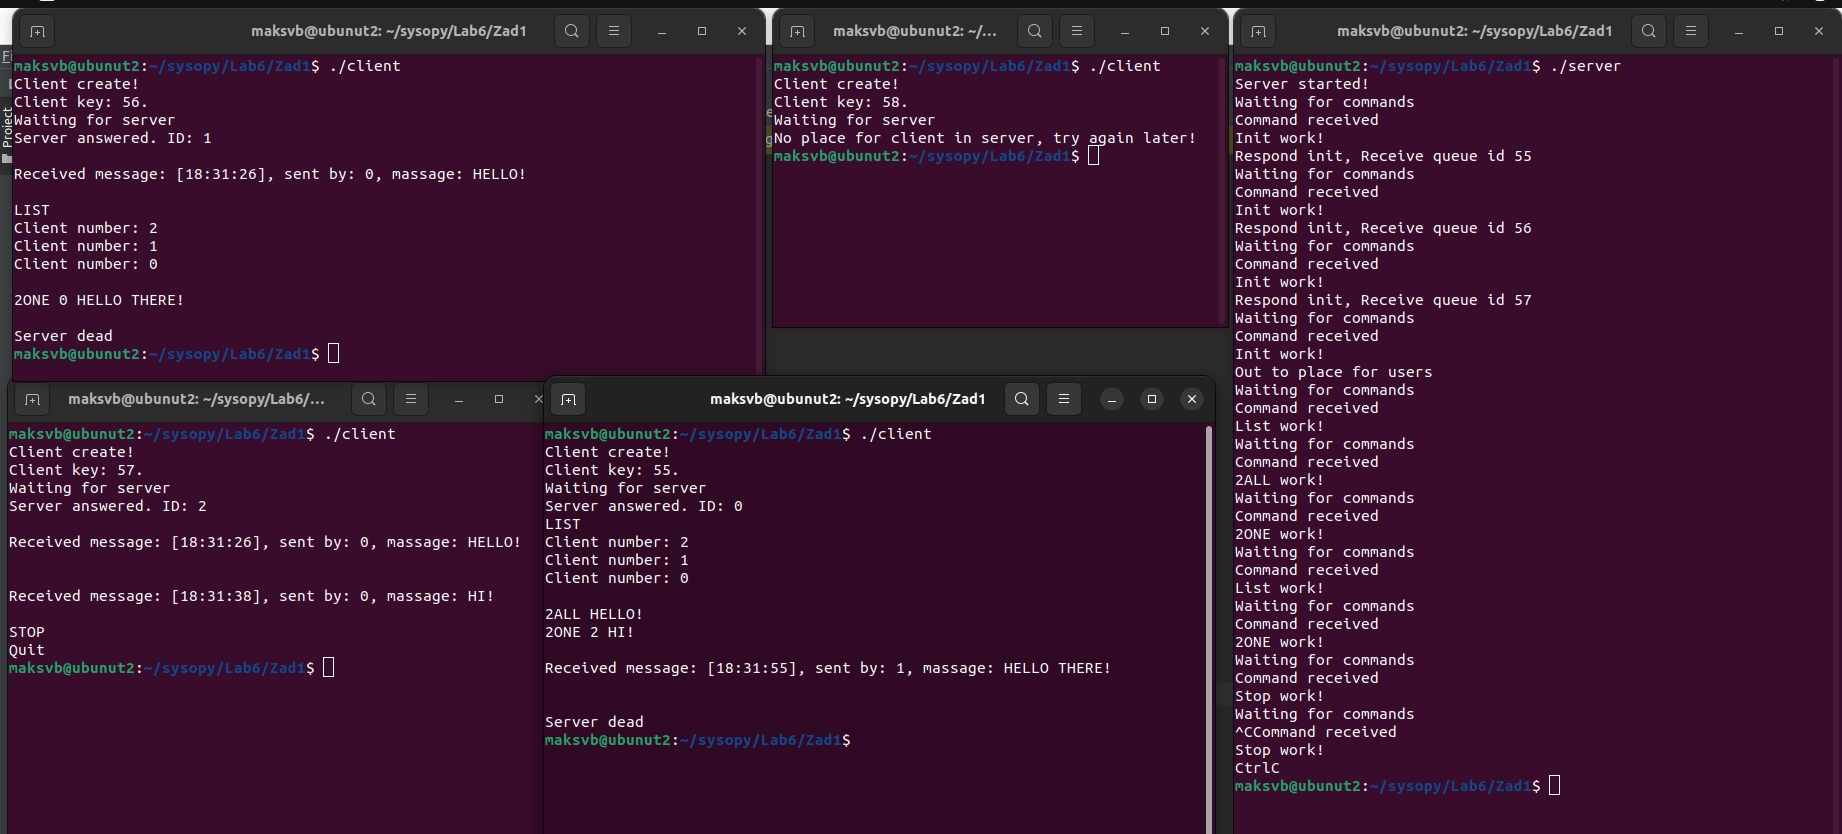 maksvb@ubunut2: ~/sysopy/Lab6/Zad1
maksvb@ubunut2:~/sysopy/Lab6/Zad1$ ./client
Client create!
Client key: 56.
Waiting for server
Server answered. ID: 1
Received message: [18:31:26], sent by: 0, massage: HELLO!
LIST
Client number: 2
Client number: 1
Client number: 0
2ONE 0 HELLO THERE!
Server dead
maksvb@ubunut2:~/sysopy/Lab6/Zad1$
maksvb@ubunut2: ~/sysopy/Lab6/...
maksvb@ubunut2:~/sysopy/Lab6/Zad1$ ./client
Client create!
Client key: 57.
Waiting for server
Server answered. ID: 2
Received message: [18:31:26], sent by: 0, massage: HELLO!
Received message: [18:31:38], sent by: 0, massage: HI!
STOP
Quit
maksvb@ubunut2:~/sysopy/Lab6/Zad1$
maksvb@ubunut2: ~/...
maksvb@ubunut2:~/sysopy/Lab6/Zad1$ ./client
Client create!
Client key: 58.
Waiting for server
No place for client in server, try again later!
maksvb@ubunut2:~/sysopy/Lab6/Zad1$
maksvb@ubunut2: ~/sysopy/Lab6/Zad1
maksvb@ubunut2:~/sysopy/Lab6/Zad1$ ./client
Client create!
Client key: 55.
Waiting for server
Server answered. ID: 0
LIST
Client number: 2
Client number: 1
Client number: 0
2ALL HELLO!
2ONE 2 HI!
Received message: [18:31:55], sent by: 1, massage: HELLO THERE!
Server dead
maksvb@ubunut2:~/sysopy/Lab6/Zad1$
maksvb@ubunut2: ~/sysopy/Lab6/Zad1
maksvb@ubunut2:~/sysopy/Lab6/Zad1$ ./server
Server started!
Waiting for commands
Command received
Init work!
Respond init, Receive queue id 55
Waiting for commands
Command received
Init work!
Respond init, Receive queue id 56
Waiting for commands
Command received
Init work!
Respond init, Receive queue id 57
Waiting for commands
Command received
Init work!
Out to place for users
Waiting for commands
Command received
List work!
Waiting for commands
Command received
2ALL work!
Waiting for commands
Command received
2ONE work!
Waiting for commands
Command received
List work!
Waiting for commands
Command received
2ONE work!
Waiting for commands
Command received
Stop work!
Waiting for commands
^CCommand received
Stop work!
CtrlC
maksvb@ubunut2:~/sysopy/Lab6/Zad1$
Project